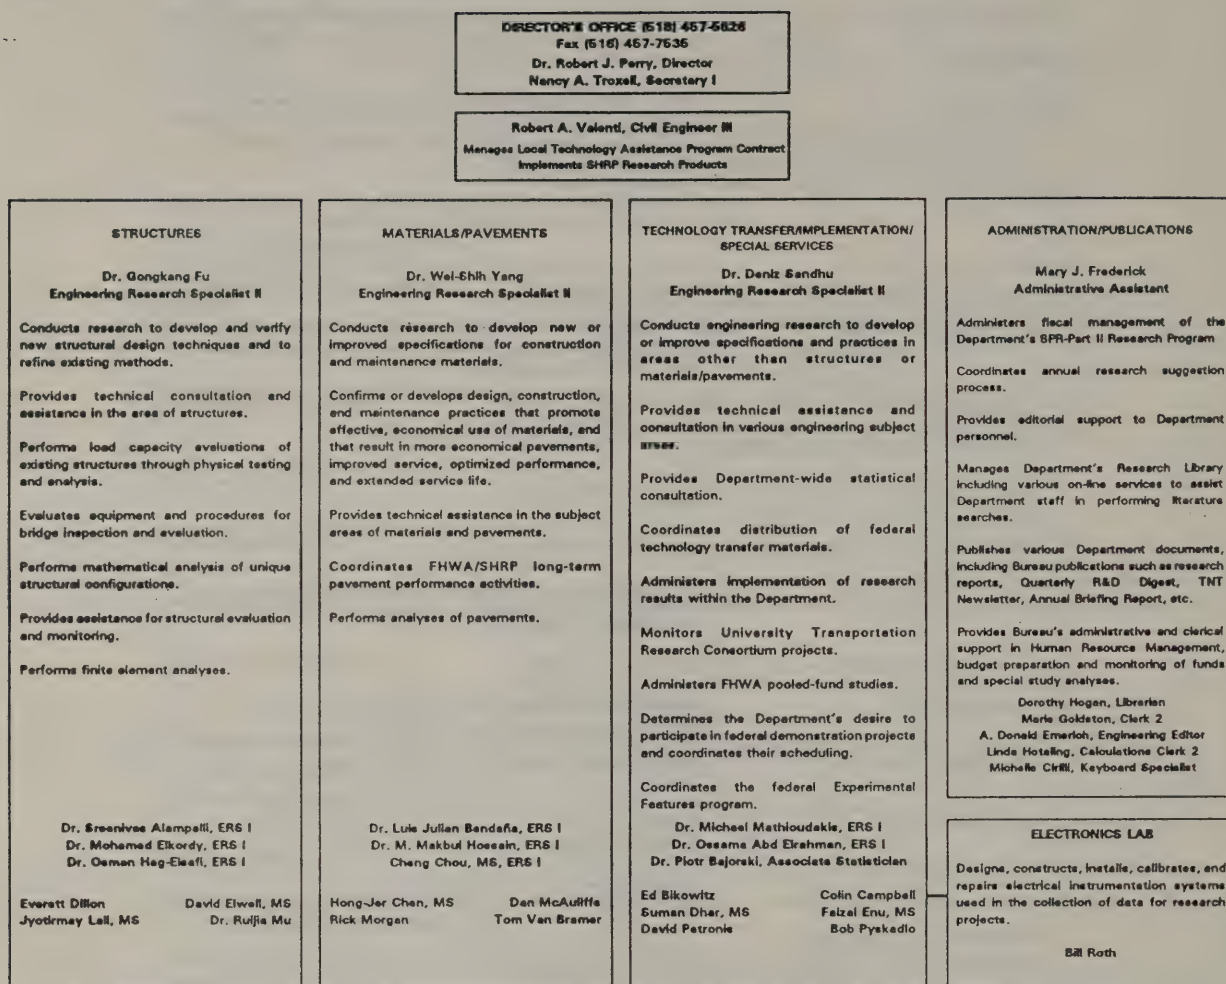 DIRECTOR'S OFFICE (518) 457-5826
Fax (518) 457-7535
Dr. Robert J. Perry, Director
Nancy A. Troxell, Secretary I
Robert A. Valenti, Civil Engineer III
Manages Local Technology Assistance Program Contract
Implements SHRP Research Products
STRUCTURES
Dr. Gongkang Fu
Engineering Research Specialist II
Conducts research to develop and verify
new structural design techniques and to
refine existing methods.
Provides technical consultation and
assistance in the area of structures.
Performs load capacity evaluations of
existing structures through physical testing
and analysis.
Evaluates equipment and procedures for
bridge inspection and evaluation.
Performs mathematical analysis of unique
structural configurations.
Provides assistance for structural evaluation
and monitoring.
Performs finite element analyses.
Dr. Sreenivas Alampalli, ERS I
Dr. Mohamed Elkordy, ERS I
Dr. Osman Hag-Elsafi, ERS I
Everett Dillon David Elwell, MS
Jyotirmay Lall, MS Dr. Ruijia Mu
MATERIALS/PAVEMENTS
Dr. Wei-Shih Yang
Engineering Research Specialist II
Conducts research to develop new or
improved specifications for construction
and maintenance materials.
Confirms or develops design, construction,
and maintenance practices that promote
effective, economical use of materials, and
that result in more economical pavements,
improved service, optimized performance,
and extended service life.
Provides technical assistance in the subject
areas of materials and pavements.
Coordinates FHWA/SHRP long-term
pavement performance activities.
Performs analyses of pavements.
Dr. Luis Julian Bendaña, ERS I
Dr. M. Makbul Hossain, ERS I
Cheng Chou, MS, ERS I
Hong-Jer Chen, MS Dan McAuliffe
Rick Morgan Tom Van Bramer
TECHNOLOGY TRANSFER/IMPLEMENTATION/
SPECIAL SERVICES
Dr. Deniz Sandhu
Engineering Research Specialist II
Conducts engineering research to develop
or improve specifications and practices in
areas other than structures or
materials/pavements.
Provides technical assistance and
consultation in various engineering subject
areas.
Provides Department-wide statistical
consultation.
Coordinates distribution of federal
technology transfer materials.
Administers implementation of research
results within the Department.
Monitors University Transportation
Research Consortium projects.
Administers FHWA pooled-fund studies.
Determines the Department's desire to
participate in federal demonstration projects
and coordinates their scheduling.
Coordinates the federal Experimental
Features program.
Dr. Michael Mathioudakis, ERS I
Dr. Ossama Abd Elrahman, ERS I
Dr. Piotr Bajorski, Associate Statistician
Ed Bikowitz Colin Campbell
Suman Dhar, MS Faizal Enu, MS
David Petronis Bob Pyskadlo
ADMINISTRATION/PUBLICATIONS
Mary J. Frederick
Administrative Assistant
Administers fiscal management of the
Department's SPR-Part II Research Program
Coordinates annual research suggestion
process.
Provides editorial support to Department
personnel.
Manages Department's Research Library
including various on-line services to assist
Department staff in performing literature
searches.
Publishes various Department documents,
including Bureau publications such as research
reports, Quarterly R&D Digest, TNT
Newsletter, Annual Briefing Report, etc.
Provides Bureau's administrative and clerical
support in Human Resource Management,
budget preparation and monitoring of funds
and special study analyses.
Dorothy Hogan, Librarian
Marie Goldston, Clerk 2
A. Donald Emerich, Engineering Editor
Linda Hotaling, Calculations Clerk 2
Michelle Cirilli, Keyboard Specialist
ELECTRONICS LAB
Designs, constructs, installs, calibrates, and
repairs electrical instrumentation systems
used in the collection of data for research
projects.
Bill Roth